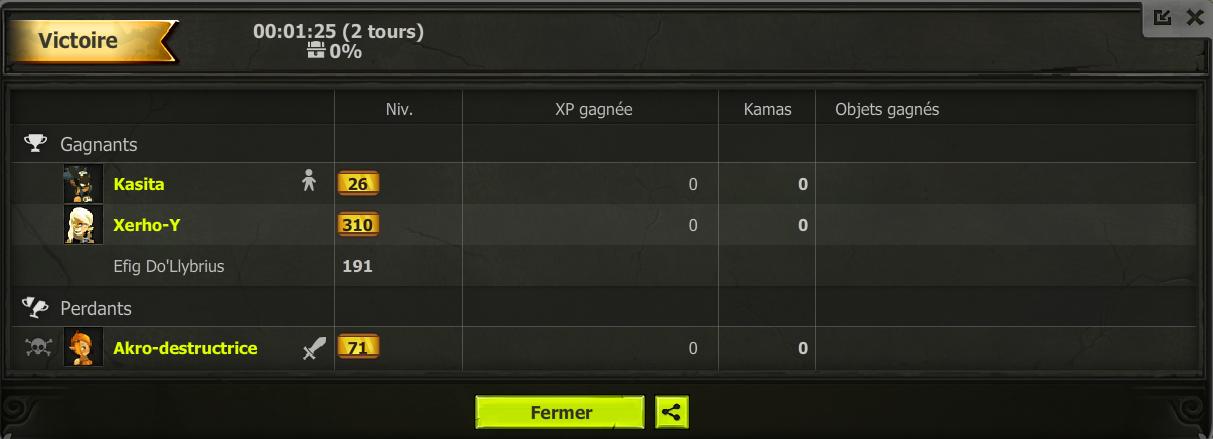 Victoire
00:01:25 (2 tours)
0%
Niv. XP gagnée Kamas Objets gagnés
Gagnants
Kasita 26 0 0
Xerho-Y 310 0 0
Efig Do'Llybrius 191
Perdants
Akro-destructrice 71 0 0
Fermer